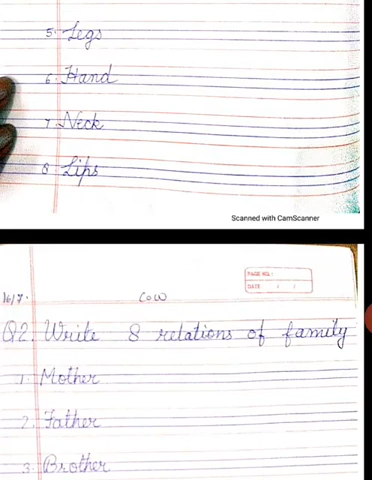 5. Legs
6. Hand
7 Neck
8 Lips
Scanned with CamScanner
PAGE NO.:
DATE : :
16/7.
COW
Q2. Write 8 relations of family
1. Mother
2. Father
3. Brother